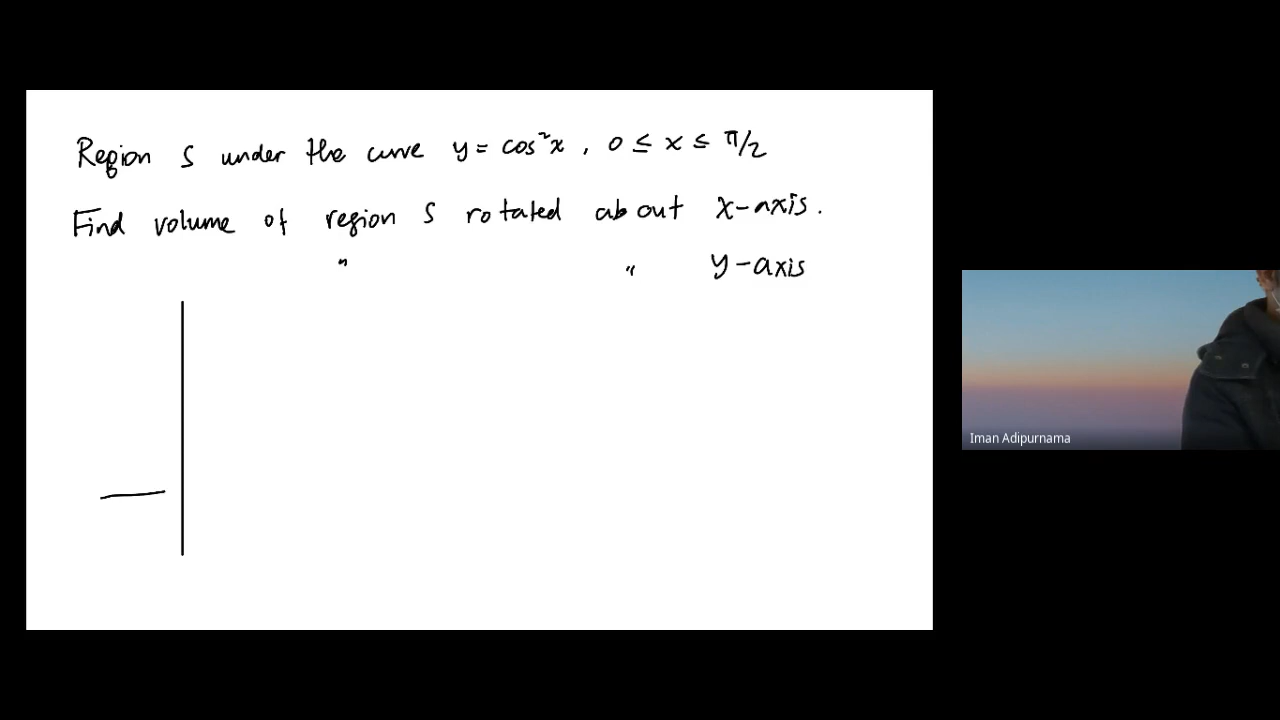 Region S under the curve y = cos²x , 0 ≤ x ≤ π/2
Find volume of region S rotated about x-axis.
" " y-axis
Iman Adipurnama